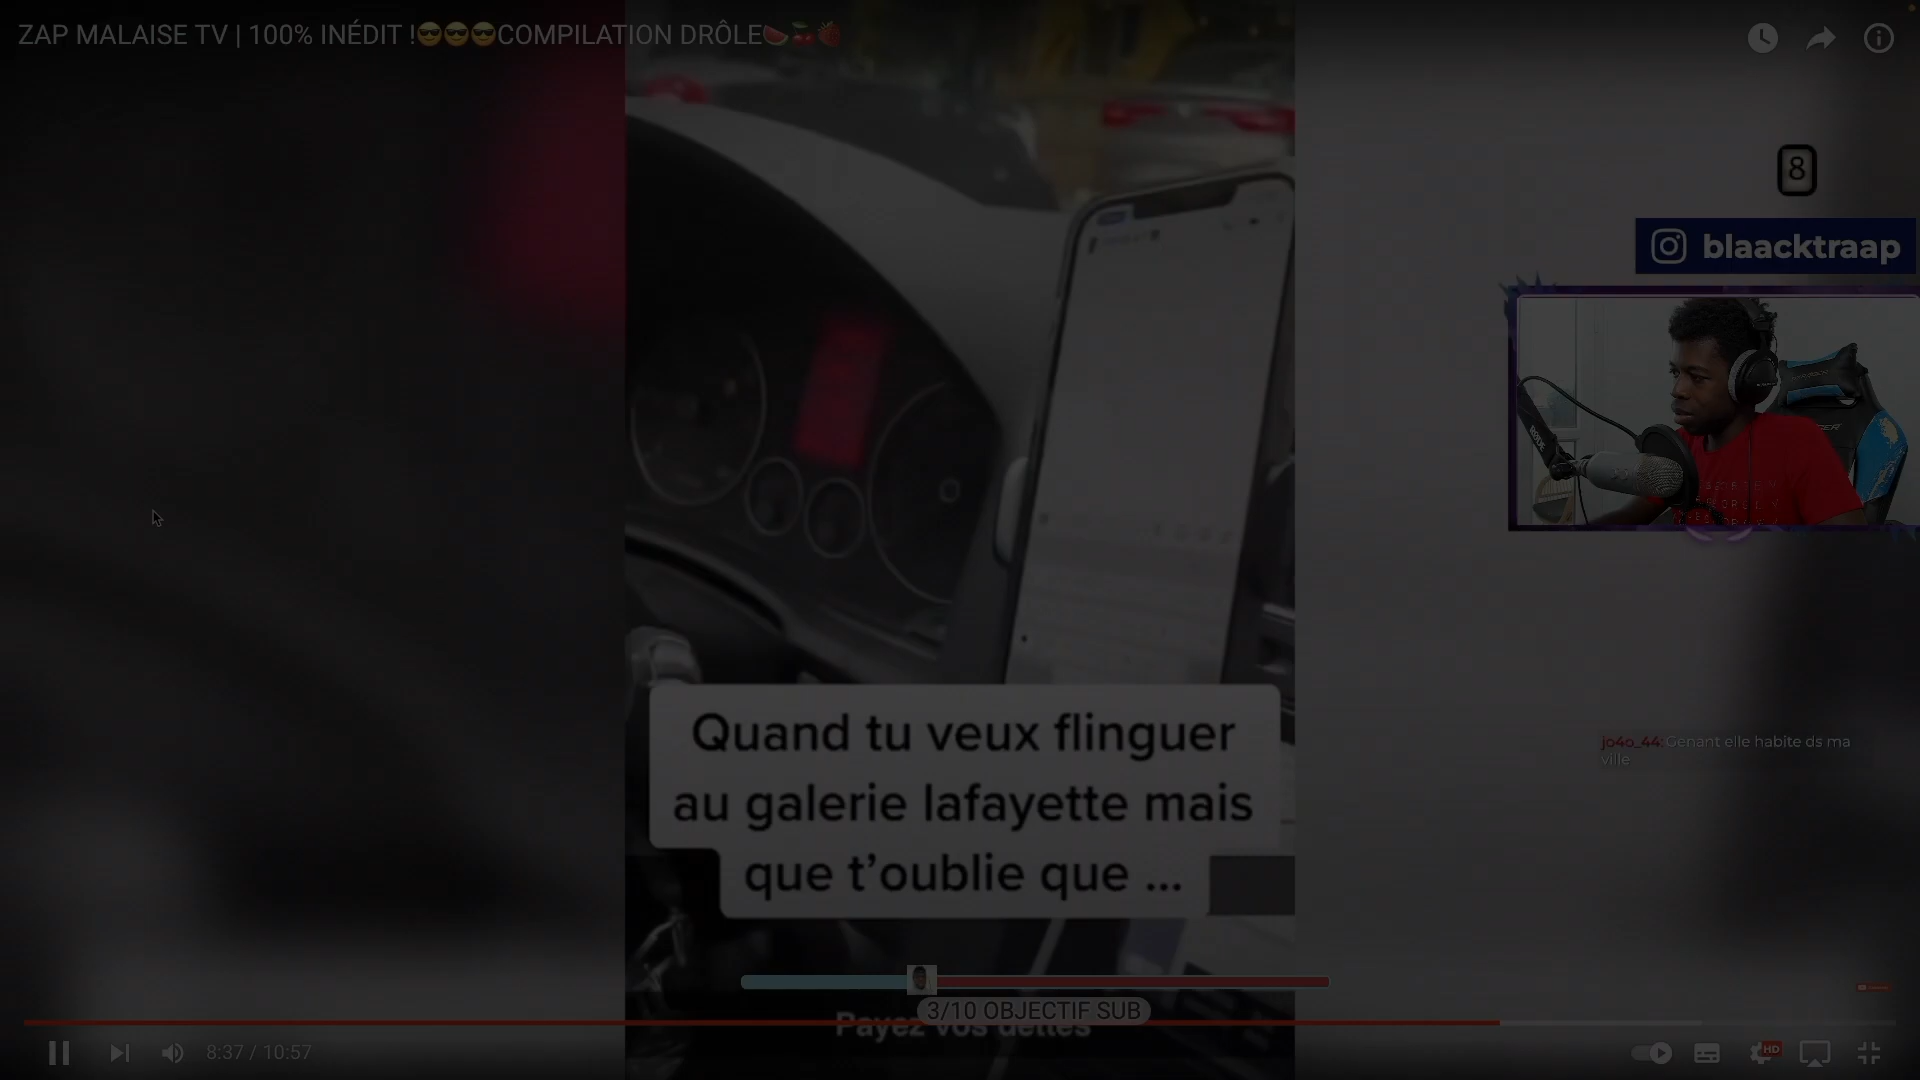 ZAP MALAISE TV | 100% INÉDIT !😎😎😎COMPILATION DRÔLE🍉🍒🍓
8
blaacktraap
RØDE
jo4o_44: Genant elle habite ds ma
ville
Quand tu veux flinguer
au galerie lafayette mais
que t’oublie que ...
3/10 OBJECTIF SUB
Payez vos dettes
8:37 / 10:57
HD